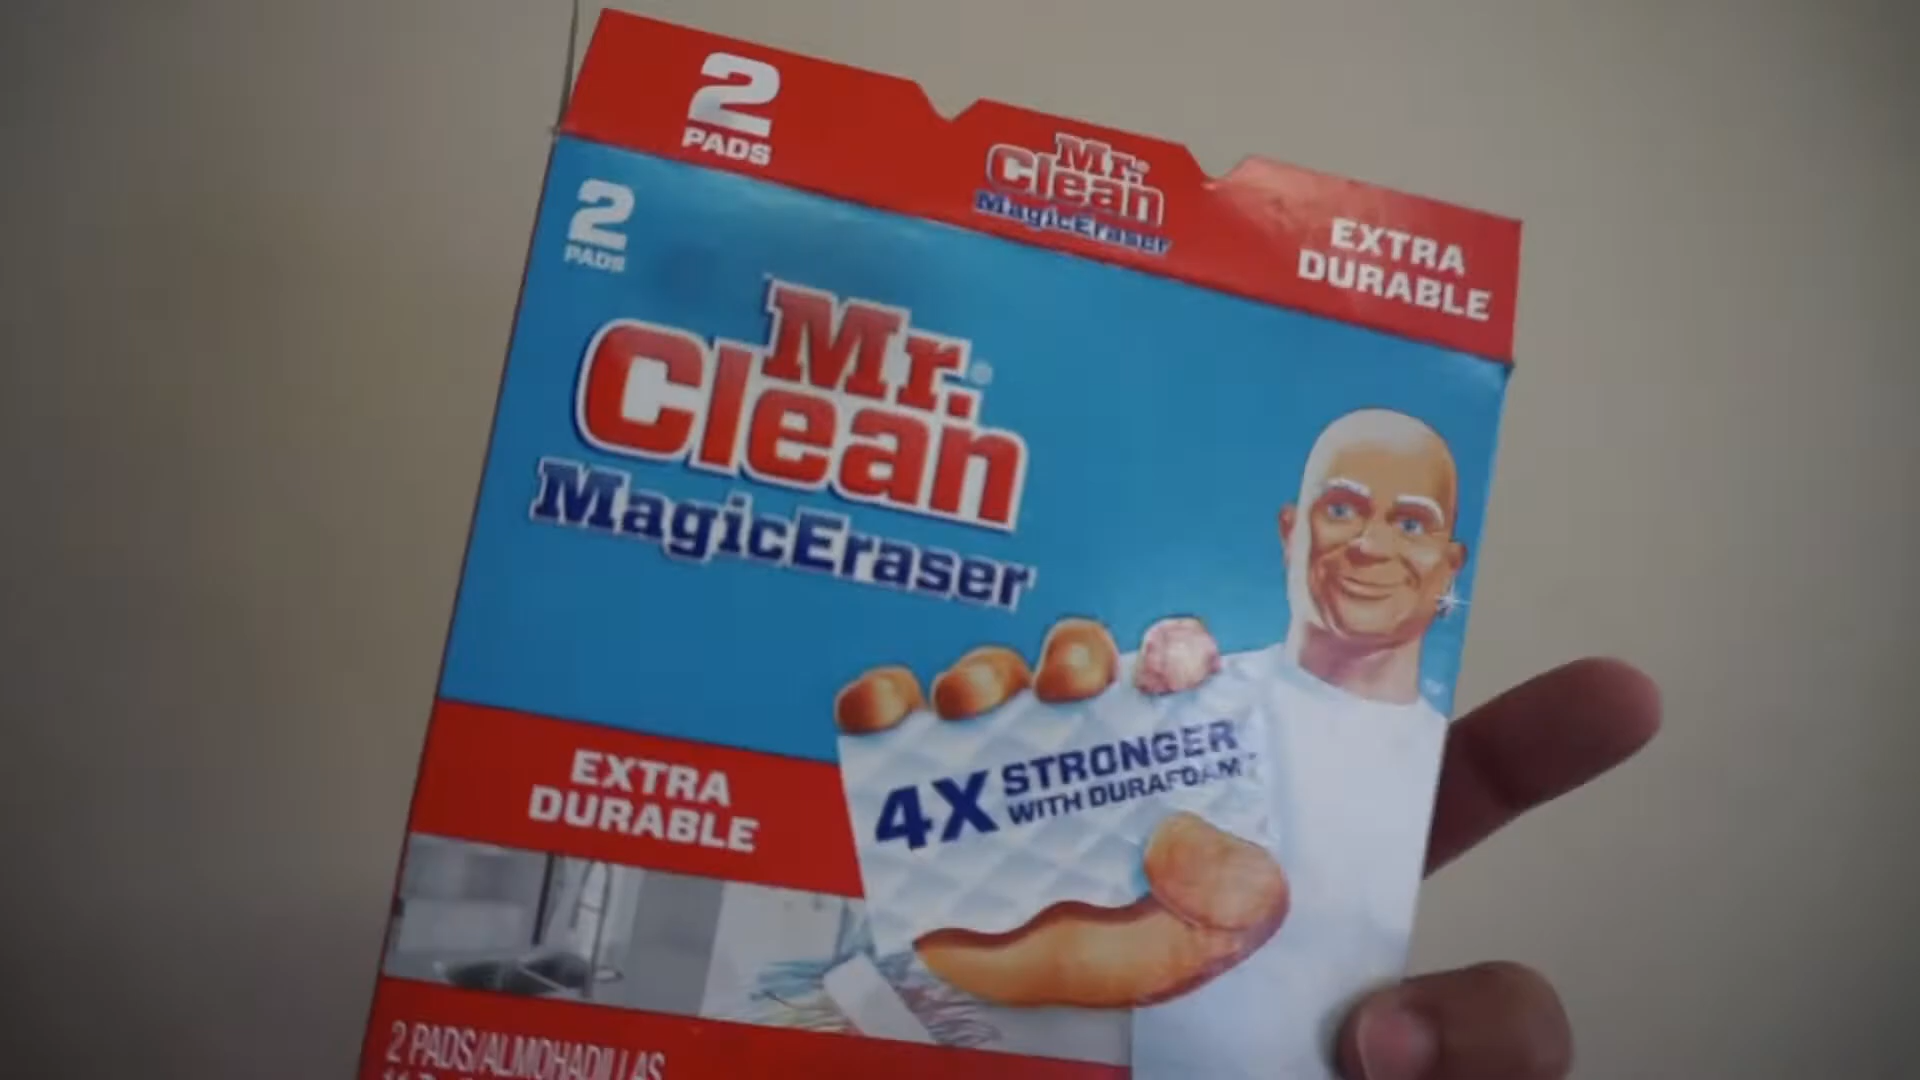 2
PADS
Mr.
Clean
MagicEraser
EXTRA
DURABLE
2
PADS
Mr.
Clean
MagicEraser
EXTRA
DURABLE
4X STRONGER
WITH DURAFOAM™
2 PADS/ALMOHADILLAS